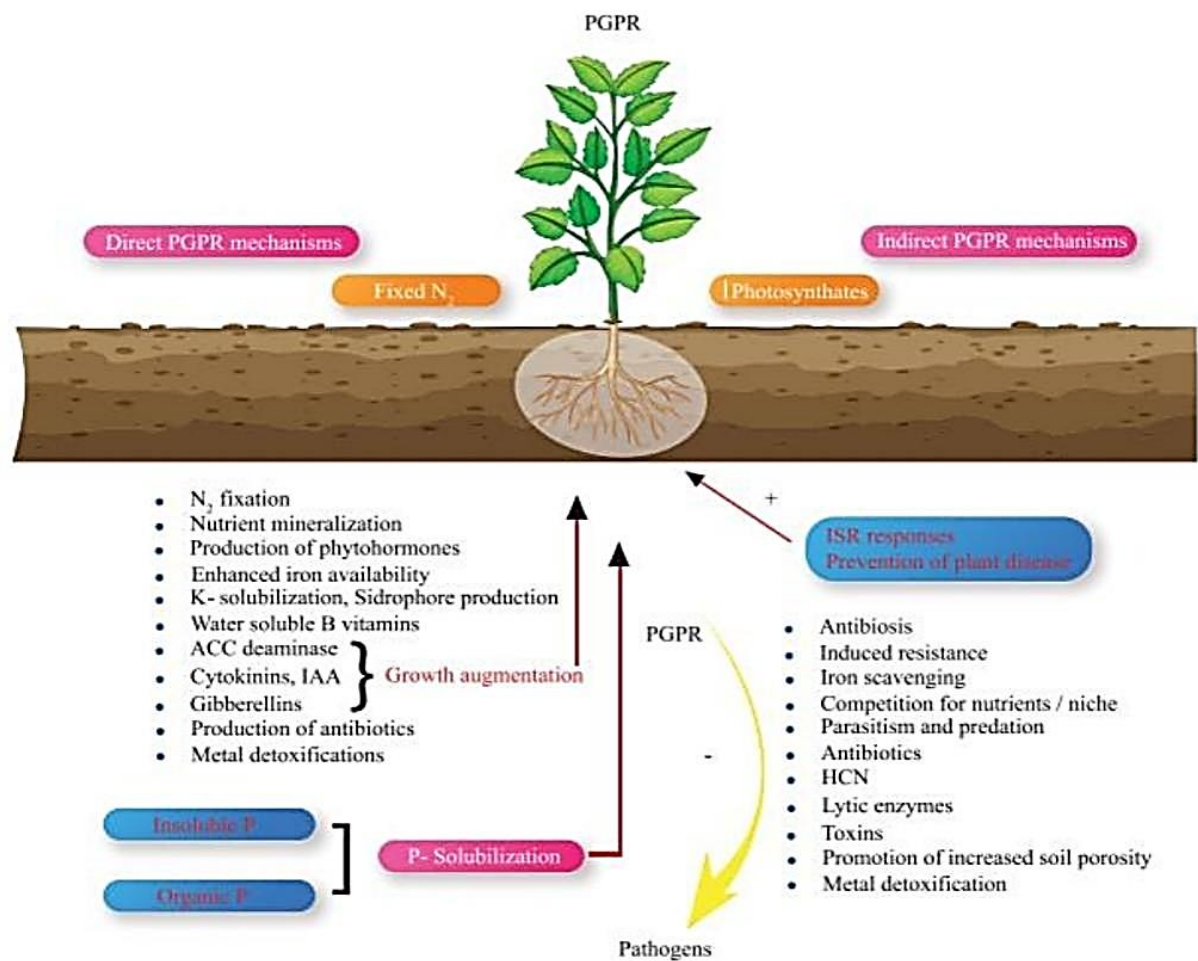 PGPR
Direct PGPR mechanisms
Indirect PGPR mechanisms
Fixed N₂
Photosynthates
• N₂ fixation
• Nutrient mineralization
• Production of phytohormones
• Enhanced iron availability
• K- solubilization, Sidrophore production
• Water soluble B vitamins
• ACC deaminase
• Cytokinins, IAA
• Gibberellins
• Production of antibiotics
• Metal detoxifications
Growth augmentation
Insoluble P
Organic P
P- Solubilization
+
ISR responses
Prevention of plant disease
PGPR
-
Pathogens
• Antibiosis
• Induced resistance
• Iron scavenging
• Competition for nutrients / niche
• Parasitism and predation
• Antibiotics
• HCN
• Lytic enzymes
• Toxins
• Promotion of increased soil porosity
• Metal detoxification